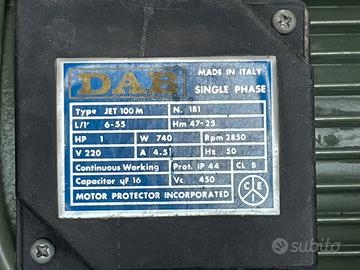 DAB
MADE IN ITALY
SINGLE PHASE
Type JET 100 M N. 181
L/1' 6-55 Hm 47-25
HP 1 W 740 Rpm 2850
V 220 A 4.5 Hz 50
Continuous Working Prot. IP 44 CL B
Capacitor µF 16 Vc 450
MOTOR PROTECTOR INCORPORATED
C E I
subito